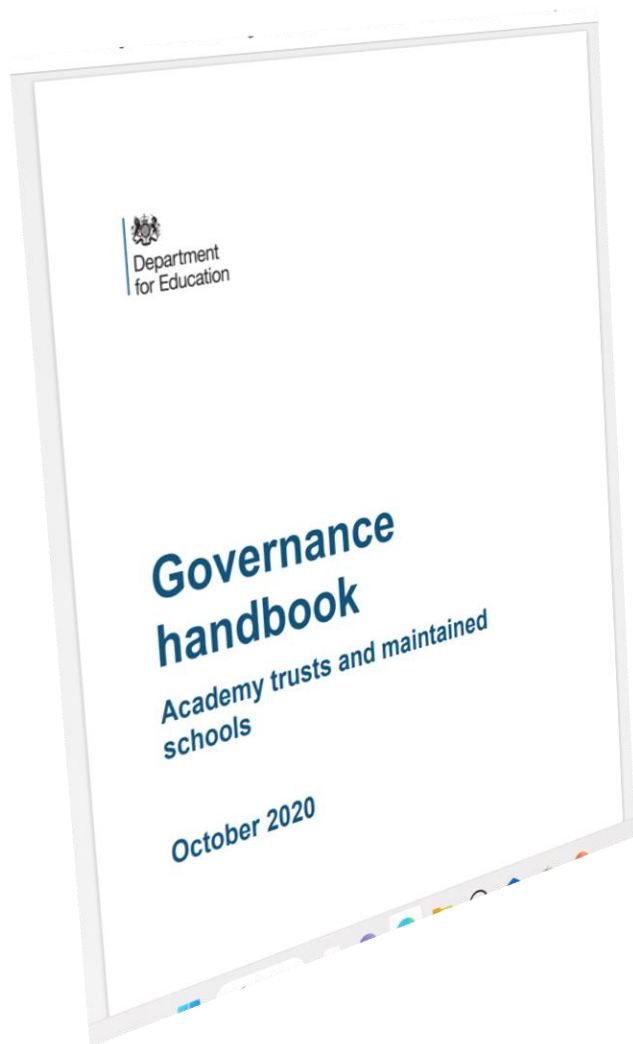 Department
for Education
Governance
handbook
Academy trusts and maintained
schools
October 2020